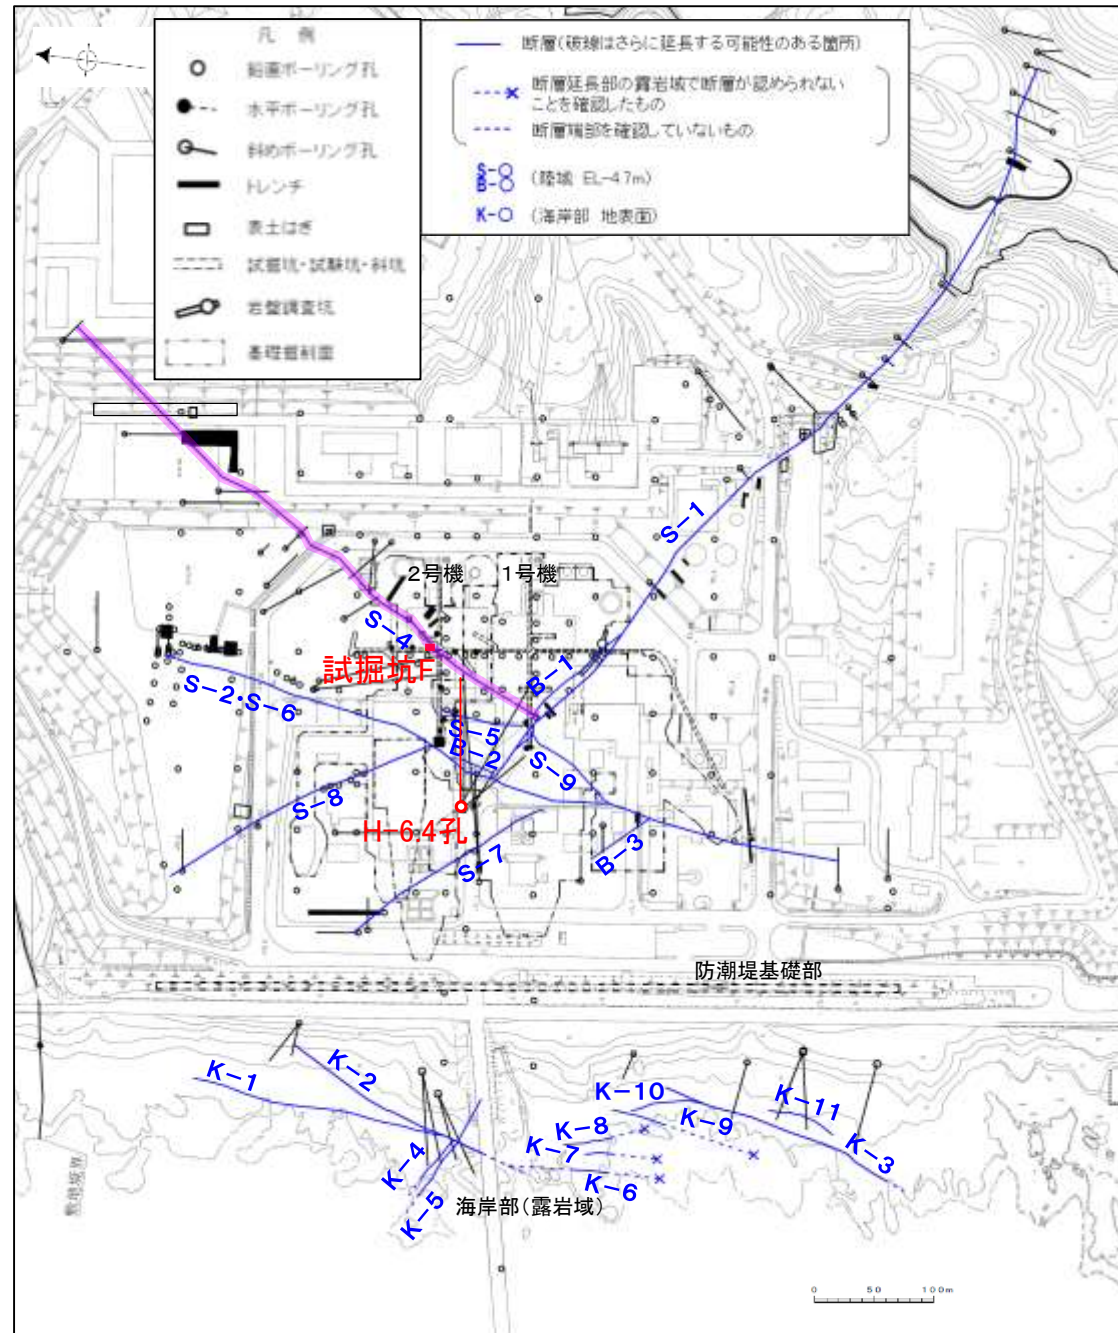 凡 例
鉛直ボーリング孔
水平ボーリング孔
斜めボーリング孔
トレンチ
表土はぎ
試掘坑・試験坑・斜坑
岩盤調査坑
基礎掘削面
断層(破線はさらに延長する可能性のある箇所)
断層延長部の露岩域で断層が認められない
ことを確認したもの
断層端部を確認していないもの
S-○
B-○
(陸域 EL-4.7m)
K-○ (海岸部 地表面)
S-1
2号機
1号機
S-4
試掘坑F
B-1
S-2・S-6
S-5
B-2
S-9
S-8
H-6.4孔
S-7
B-3
防潮堤基礎部
K-2
K-1
K-10
K-11
K-8
K-9
K-7
K-3
K-4
K-6
K-5
海岸部(露岩域)
敷地境界
0 50 100m